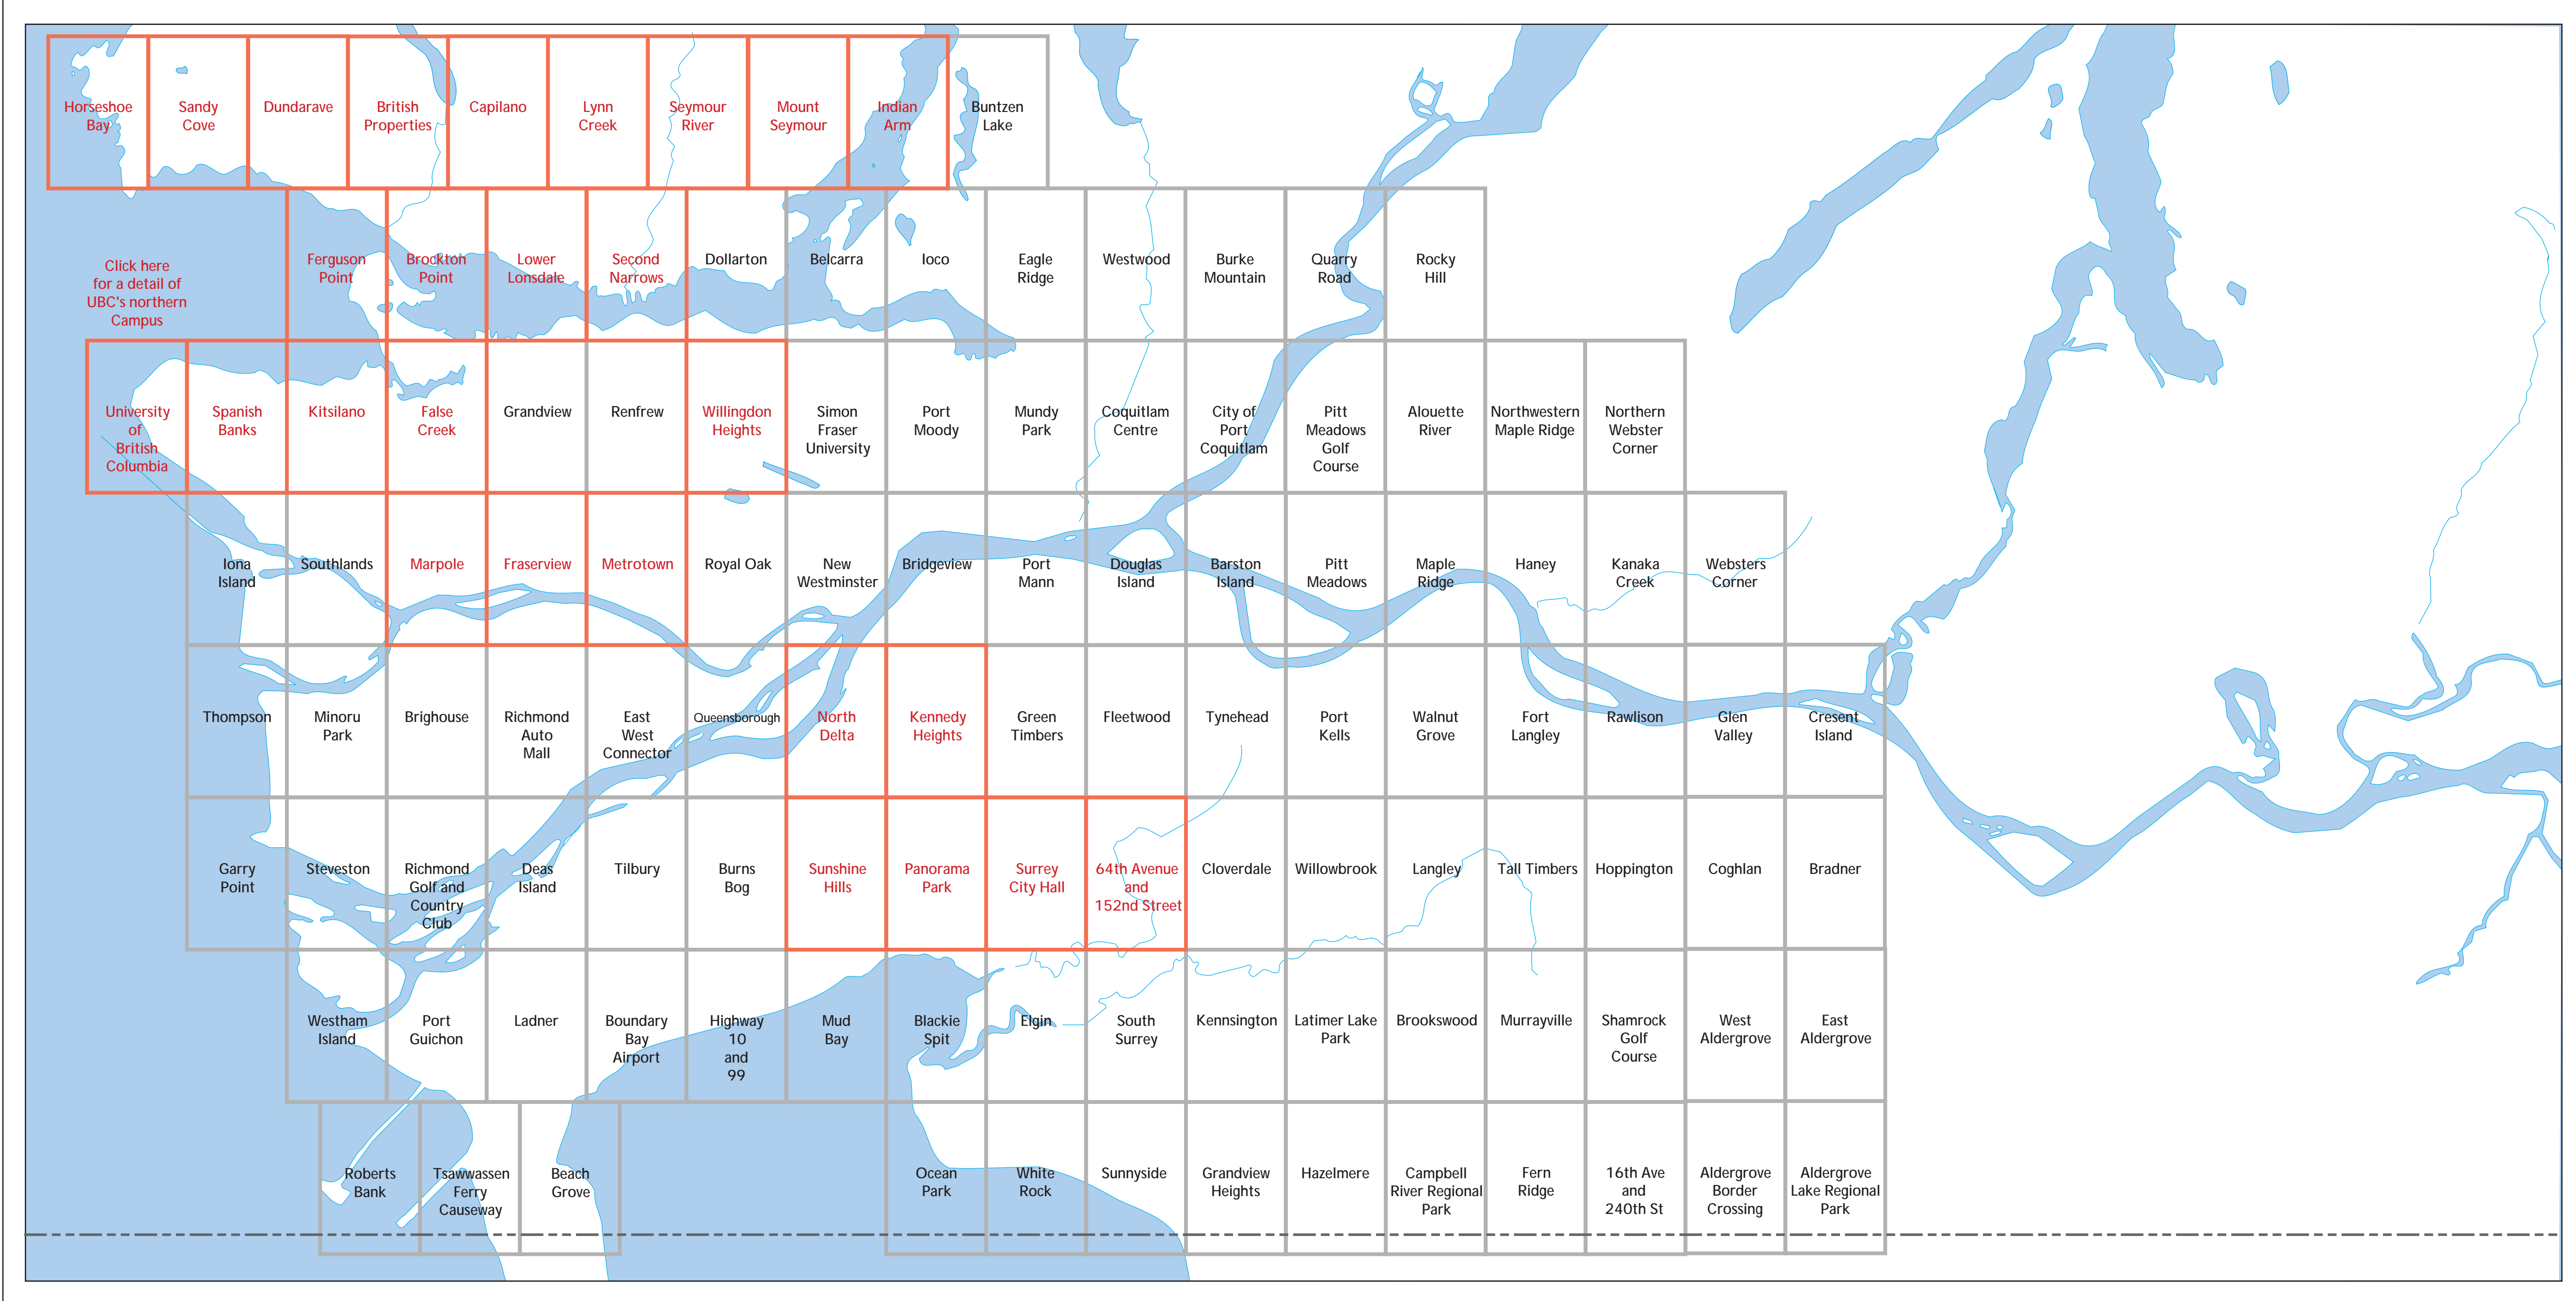 Horseshoe
Bay
Sandy
Cove
Dundarave
British
Properties
Capilano
Lynn
Creek
Seymour
River
Mount
Seymour
Indian
Arm
Buntzen
Lake
Click here
for a detail of
UBC's northern
Campus
Ferguson
Point
Brockton
Point
Lower
Lonsdale
Second
Narrows
Dollarton
Belcarra
Ioco
Eagle
Ridge
Westwood
Burke
Mountain
Quarry
Road
Rocky
Hill
University
of
British
Columbia
Spanish
Banks
Kitsilano
False
Creek
Grandview
Renfrew
Willingdon
Heights
Simon
Fraser
University
Port
Moody
Mundy
Park
Coquitlam
Centre
City of
Port
Coquitlam
Pitt
Meadows
Golf
Course
Alouette
River
Northwestern
Maple Ridge
Northern
Webster
Corner
Iona
Island
Southlands
Marpole
Fraserview
Metrotown
Royal Oak
New
Westminster
Bridgeview
Port
Mann
Douglas
Island
Barston
Island
Pitt
Meadows
Maple
Ridge
Haney
Kanaka
Creek
Websters
Corner
Thompson
Minoru
Park
Brighouse
Richmond
Auto
Mall
East
West
Connector
Queensborough
North
Delta
Kennedy
Heights
Green
Timbers
Fleetwood
Tynehead
Port
Kells
Walnut
Grove
Fort
Langley
Rawlison
Glen
Valley
Cresent
Island
Garry
Point
Steveston
Richmond
Golf and
Country
Club
Deas
Island
Tilbury
Burns
Bog
Sunshine
Hills
Panorama
Park
Surrey
City Hall
64th Avenue
and
152nd Street
Cloverdale
Willowbrook
Langley
Tall Timbers
Hoppington
Coghlan
Bradner
Westham
Island
Port
Guichon
Ladner
Boundary
Bay
Airport
Highway
10
and
99
Mud
Bay
Blackie
Spit
Elgin
South
Surrey
Kennsington
Latimer Lake
Park
Brookswood
Murrayville
Shamrock
Golf
Course
West
Aldergrove
East
Aldergrove
Roberts
Bank
Tsawwassen
Ferry
Causeway
Beach
Grove
Ocean
Park
White
Rock
Sunnyside
Grandview
Heights
Hazelmere
Campbell
River Regional
Park
Fern
Ridge
16th Ave
and
240th St
Aldergrove
Border
Crossing
Aldergrove
Lake Regional
Park